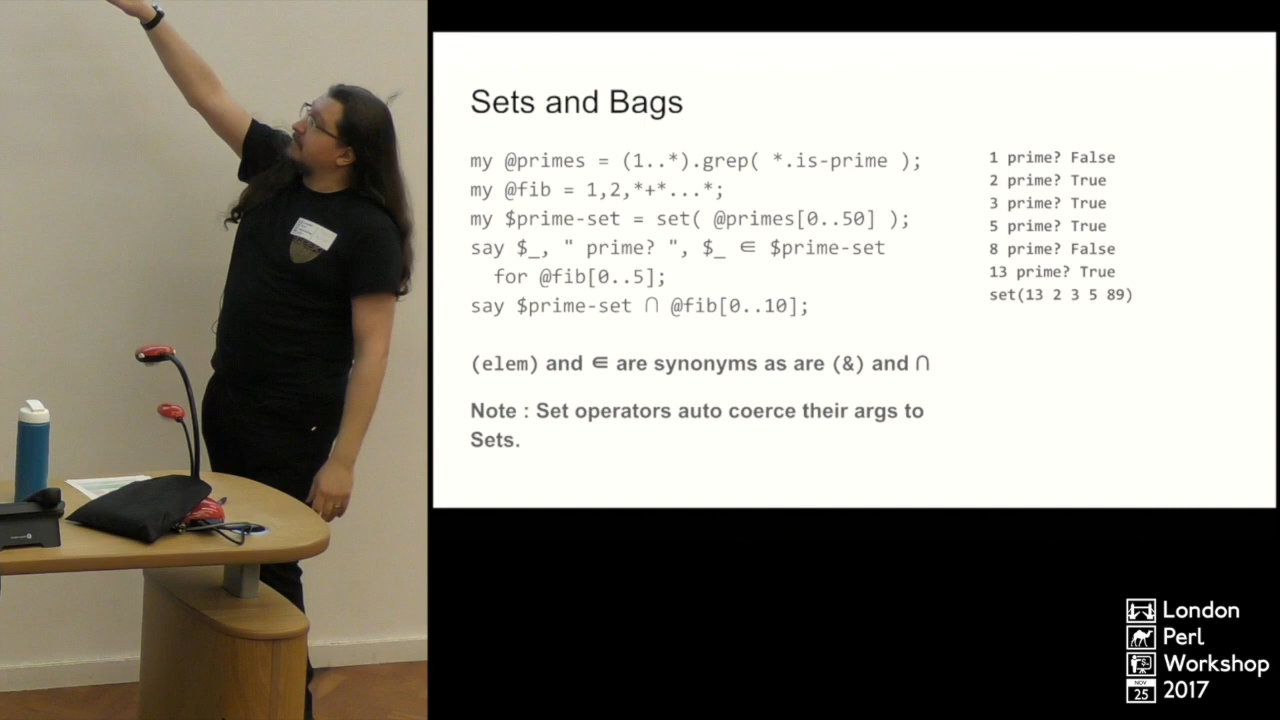 Sets and Bags
my @primes = (1..*).grep( *.is-prime );
my @fib = 1,2,*+*...*;
my $prime-set = set( @primes[0..50] );
say $_, " prime? ", $_ ∈ $prime-set
for @fib[0..5];
say $prime-set ∩ @fib[0..10];
(elem) and ∈ are synonyms as are (&) and ∩
Note : Set operators auto coerce their args to
Sets.
1 prime? False
2 prime? True
3 prime? True
5 prime? True
8 prime? False
13 prime? True
set(13 2 3 5 89)
London
Perl
Workshop
NOV
25 2017